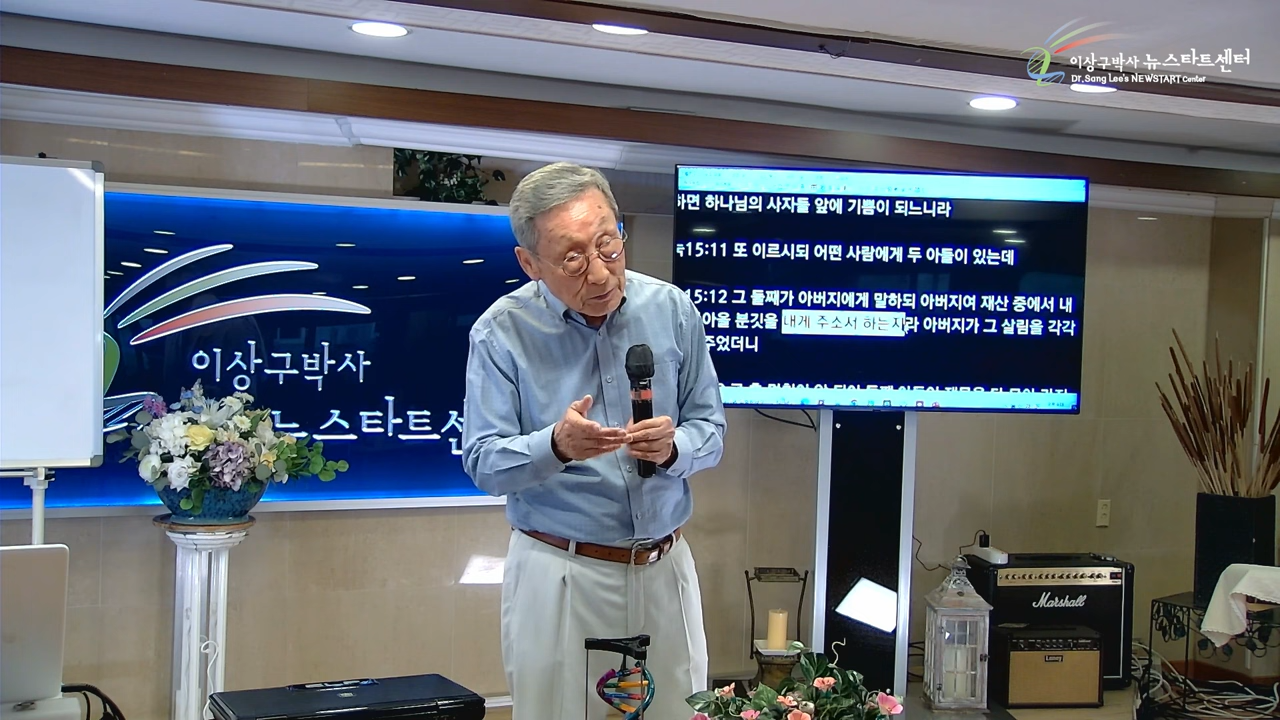 이상구박사 뉴스타트센터
Dr.Sang Lee's NEWSTART Center
하면 하나님의 사자들 앞에 기쁨이 되느니라
눅15:11 또 이르시되 어떤 사람에게 두 아들이 있는데
15:12 그 둘째가 아버지에게 말하되 아버지여 재산 중에서 내
아올 분깃을 내게 주소서 하는지라 아버지가 그 살림을 각각
주었더니
이상구박사
뉴스타트센
Marshall
Laney